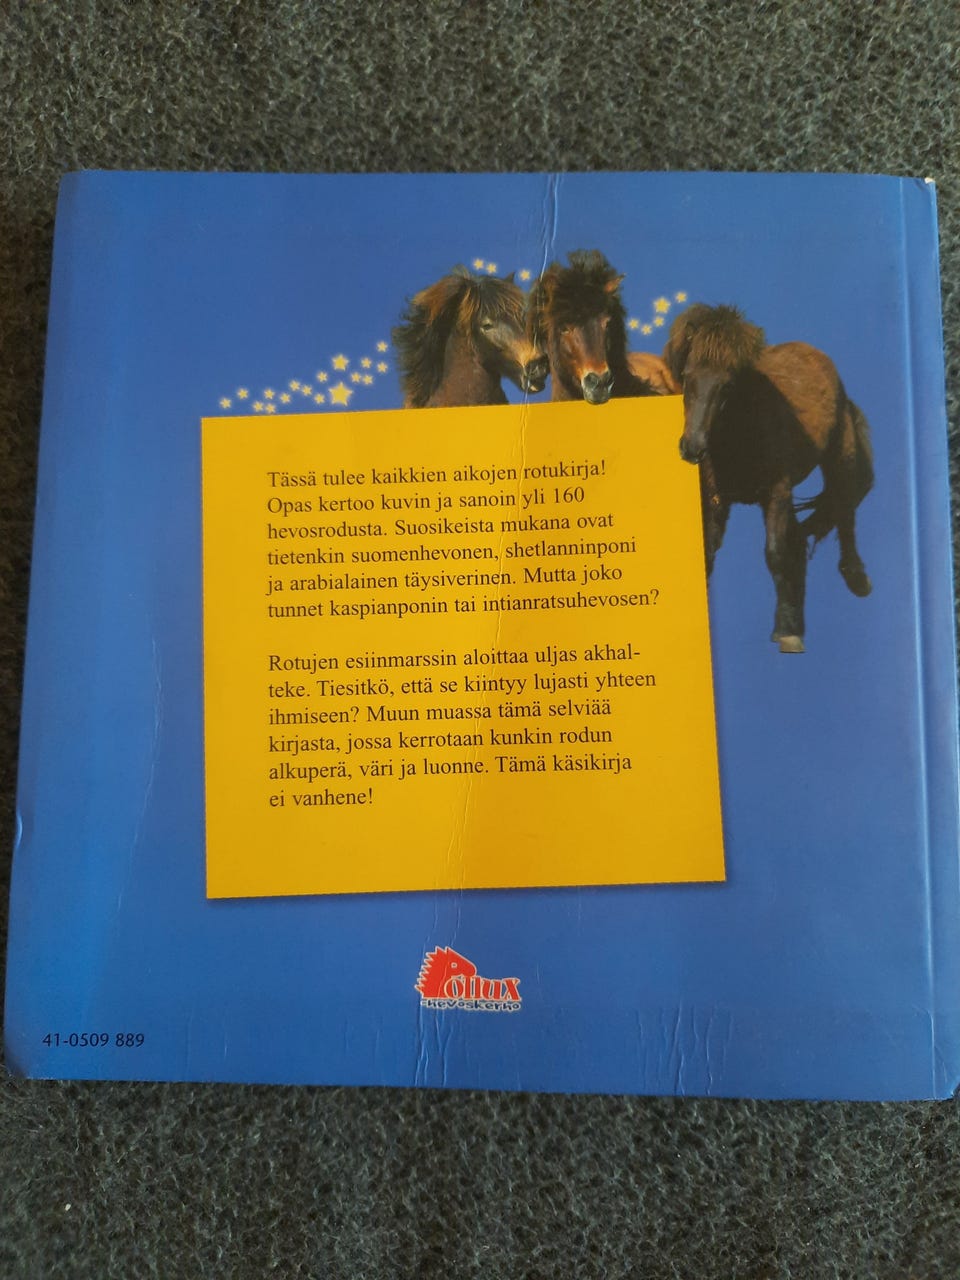 Tässä tulee kaikkien aikojen rotukirja!
Opas kertoo kuvin ja sanoin yli 160
hevosrodusta. Suosikeista mukana ovat
tietenkin suomenhevonen, shetlanninponi
ja arabialainen täysiverinen. Mutta joko
tunnet kaspianponin tai intianratsuhevosen?
Rotujen esiinmarssin aloittaa uljas akhal-
teke. Tiesitkö, että se kiintyy lujasti yhteen
ihmiseen? Muun muassa tämä selviää
kirjasta, jossa kerrotaan kunkin rodun
alkuperä, väri ja luonne. Tämä käsikirja
ei vanhene!
Pollux
-hevoskerho
41-0509 889